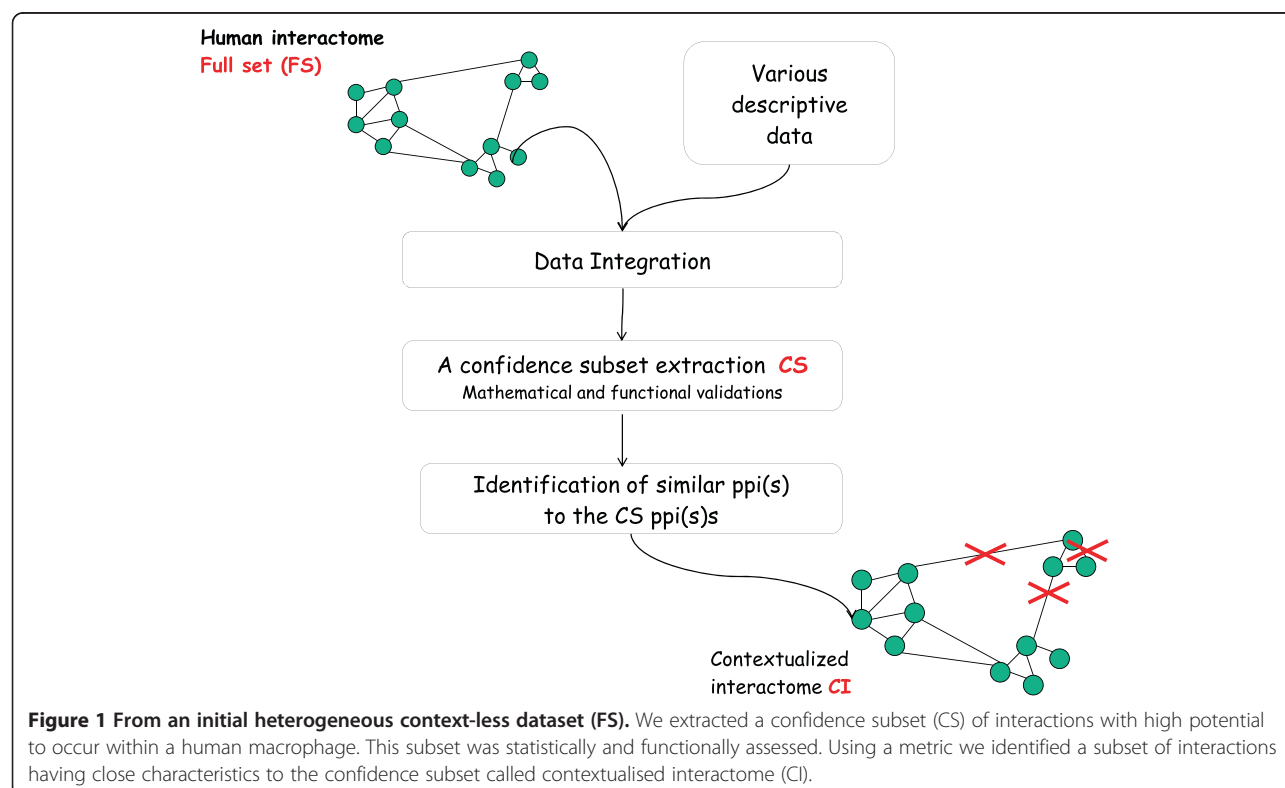 Human interactome
Full set (FS)
Various
descriptive
data
Data Integration
A confidence subset extraction CS
Mathematical and functional validations
Identification of similar ppi(s)
to the CS ppi(s)s
Contextualized
interactome CI
Figure 1 From an initial heterogeneous context-less dataset (FS). We extracted a confidence subset (CS) of interactions with high potential
to occur within a human macrophage. This subset was statistically and functionally assessed. Using a metric we identified a subset of interactions
having close characteristics to the confidence subset called contextualised interactome (CI).